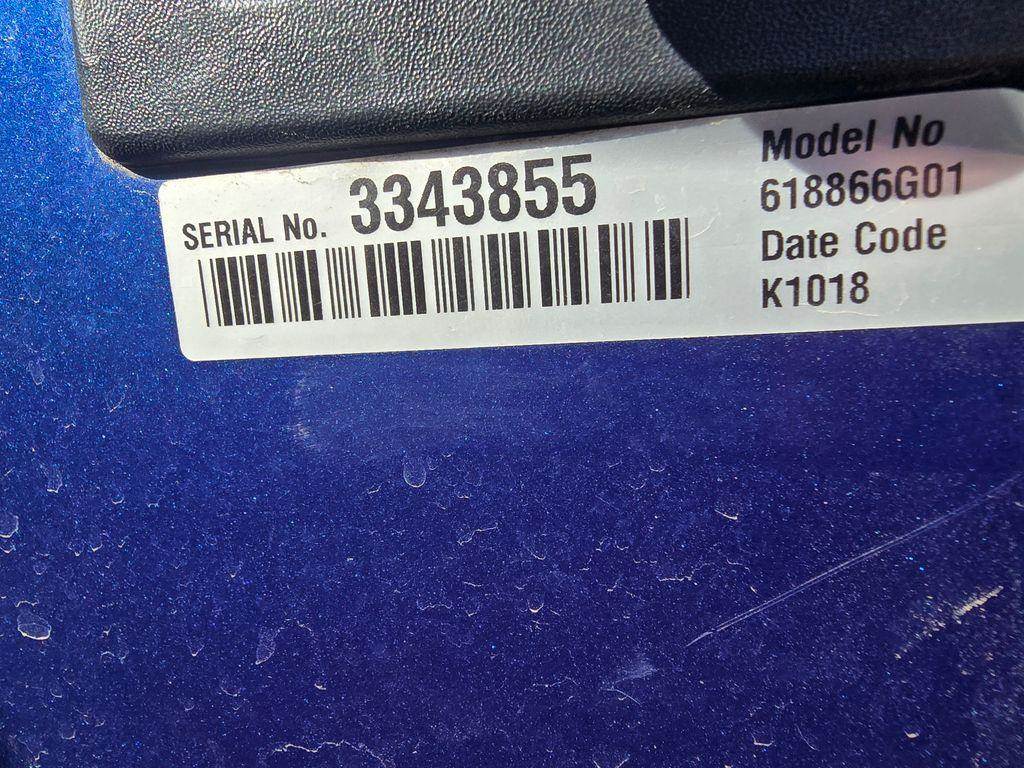 SERIAL No. 3343855
Model No
618866G01
Date Code
K1018